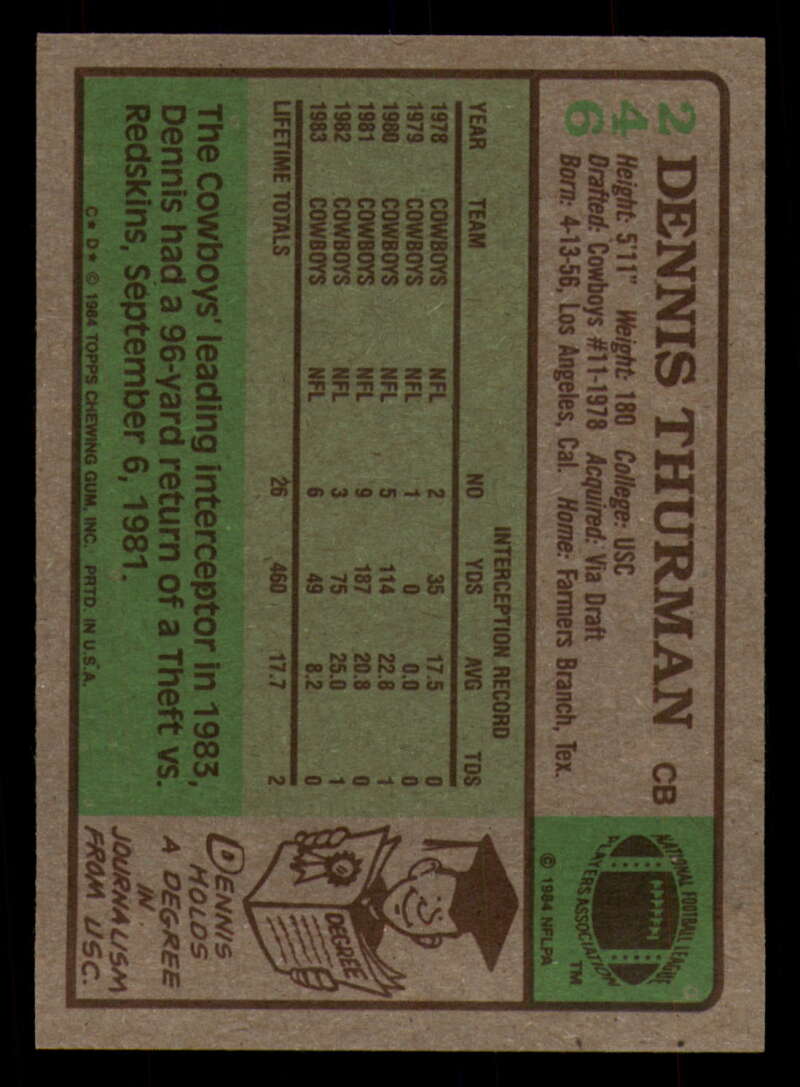 246
DENNIS THURMAN CB
Height: 5'11" Weight: 180 College: USC
Drafted: Cowboys #11-1978 Acquired: Via Draft
Born: 4-13-56, Los Angeles, Cal. Home: Farmers Branch, Tex.
NATIONAL FOOTBALL LEAGUE
PLAYERS ASSOCIATION
TM
© 1984 NFLPA
INTERCEPTION RECORD
YEAR TEAM NO YDS AVG TDS
1978 COWBOYS NFL 2 35 17.5 0
1979 COWBOYS NFL 1 0 0.0 0
1980 COWBOYS NFL 5 114 22.8 1
1981 COWBOYS NFL 9 187 20.8 0
1982 COWBOYS NFL 3 75 25.0 1
1983 COWBOYS NFL 6 49 8.2 0
LIFETIME TOTALS 26 460 17.7 2
The Cowboys' leading interceptor in 1983,
Dennis had a 96-yard return of a Theft vs.
Redskins, September 6, 1981.
C* D* © 1984 TOPPS CHEWING GUM, INC. PRTD. IN U.S.A.
DEGREE
DENNIS
HOLDS
A DEGREE
IN
JOURNALISM
FROM USC.